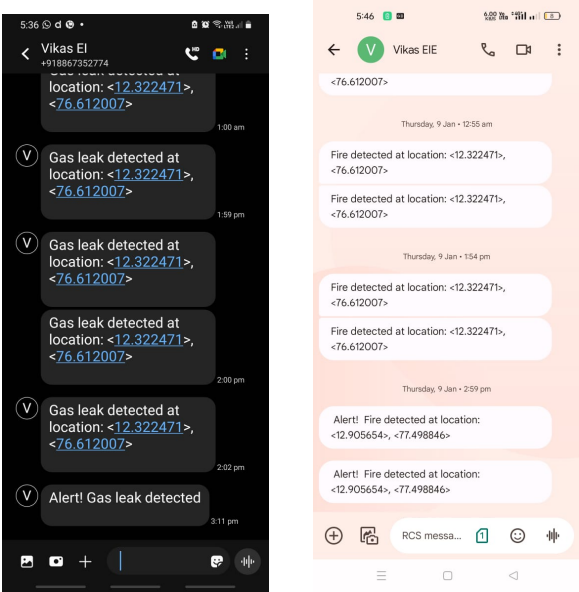 5:36 d
Vikas El
+918867352774
location: <12.322471>,
<76.612007>
1:00 am
V
Gas leak detected at
location: <12.322471>,
<76.612007>
1:59 pm
V
Gas leak detected at
location: <12.322471>,
<76.612007>
Gas leak detected at
location: <12.322471>,
<76.612007>
2:00 pm
V
Gas leak detected at
location: <12.322471>,
<76.612007>
2:02 pm
V
Alert! Gas leak detected
3:11 pm
5:46
6.00 KB/S
8
V
Vikas EIE
<76.612007>
Thursday, 9 Jan • 12:55 am
Fire detected at location: <12.322471>,
<76.612007>
Fire detected at location: <12.322471>,
<76.612007>
Thursday, 9 Jan • 1:54 pm
Fire detected at location: <12.322471>,
<76.612007>
Fire detected at location: <12.322471>,
<76.612007>
Thursday, 9 Jan • 2:59 pm
Alert! Fire detected at location:
<12.905654>, <77.498846>
Alert! Fire detected at location:
<12.905654>, <77.498846>
RCS messa... 1